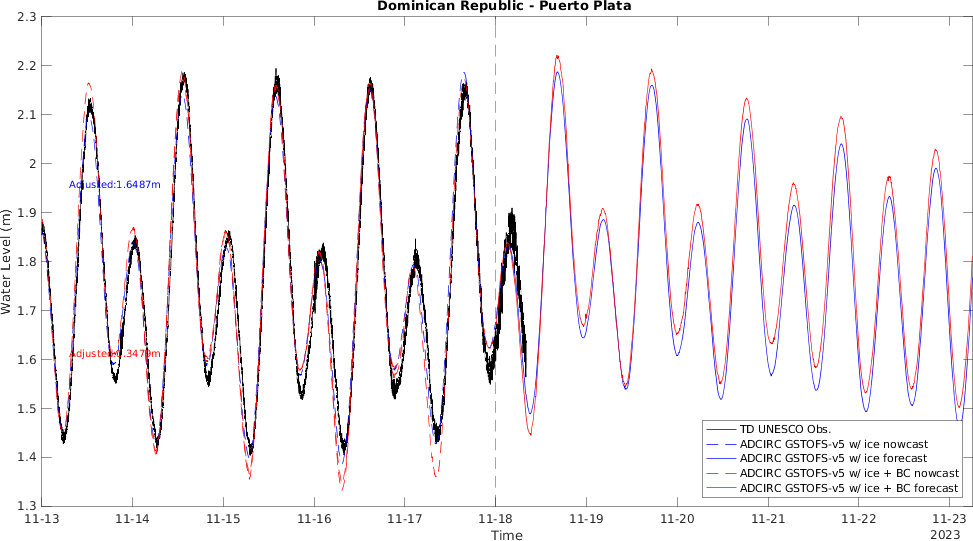 Dominican Republic - Puerto Plata
2.3
2.2
2.1
2
1.9
1.8
1.7
1.6
1.5
1.4
1.3
Water Level (m)
Adjusted:1.6487m
Adjusted:1.3479m
TD UNESCO Obs.
ADCIRC GSTOFS-v5 w/ ice nowcast
ADCIRC GSTOFS-v5 w/ ice forecast
ADCIRC GSTOFS-v5 w/ ice + BC nowcast
ADCIRC GSTOFS-v5 w/ ice + BC forecast
11-13 11-14 11-15 11-16 11-17 11-18 11-19 11-20 11-21 11-22 11-23
Time
2023